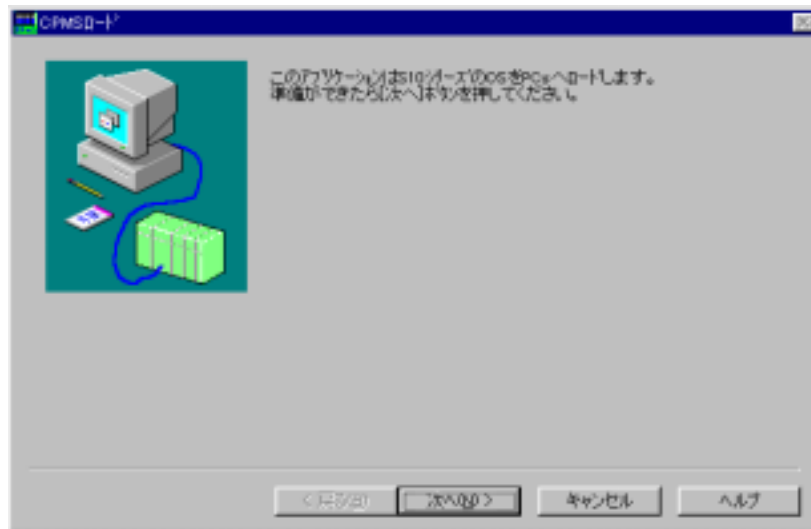 CPMSロード
このアプリケーションはS10シリーズのOSをPCsへロードします。
準備ができたら[次へ]ボタンを押してください。
< 戻る(B)
次へ(N) >
キャンセル
ヘルプ